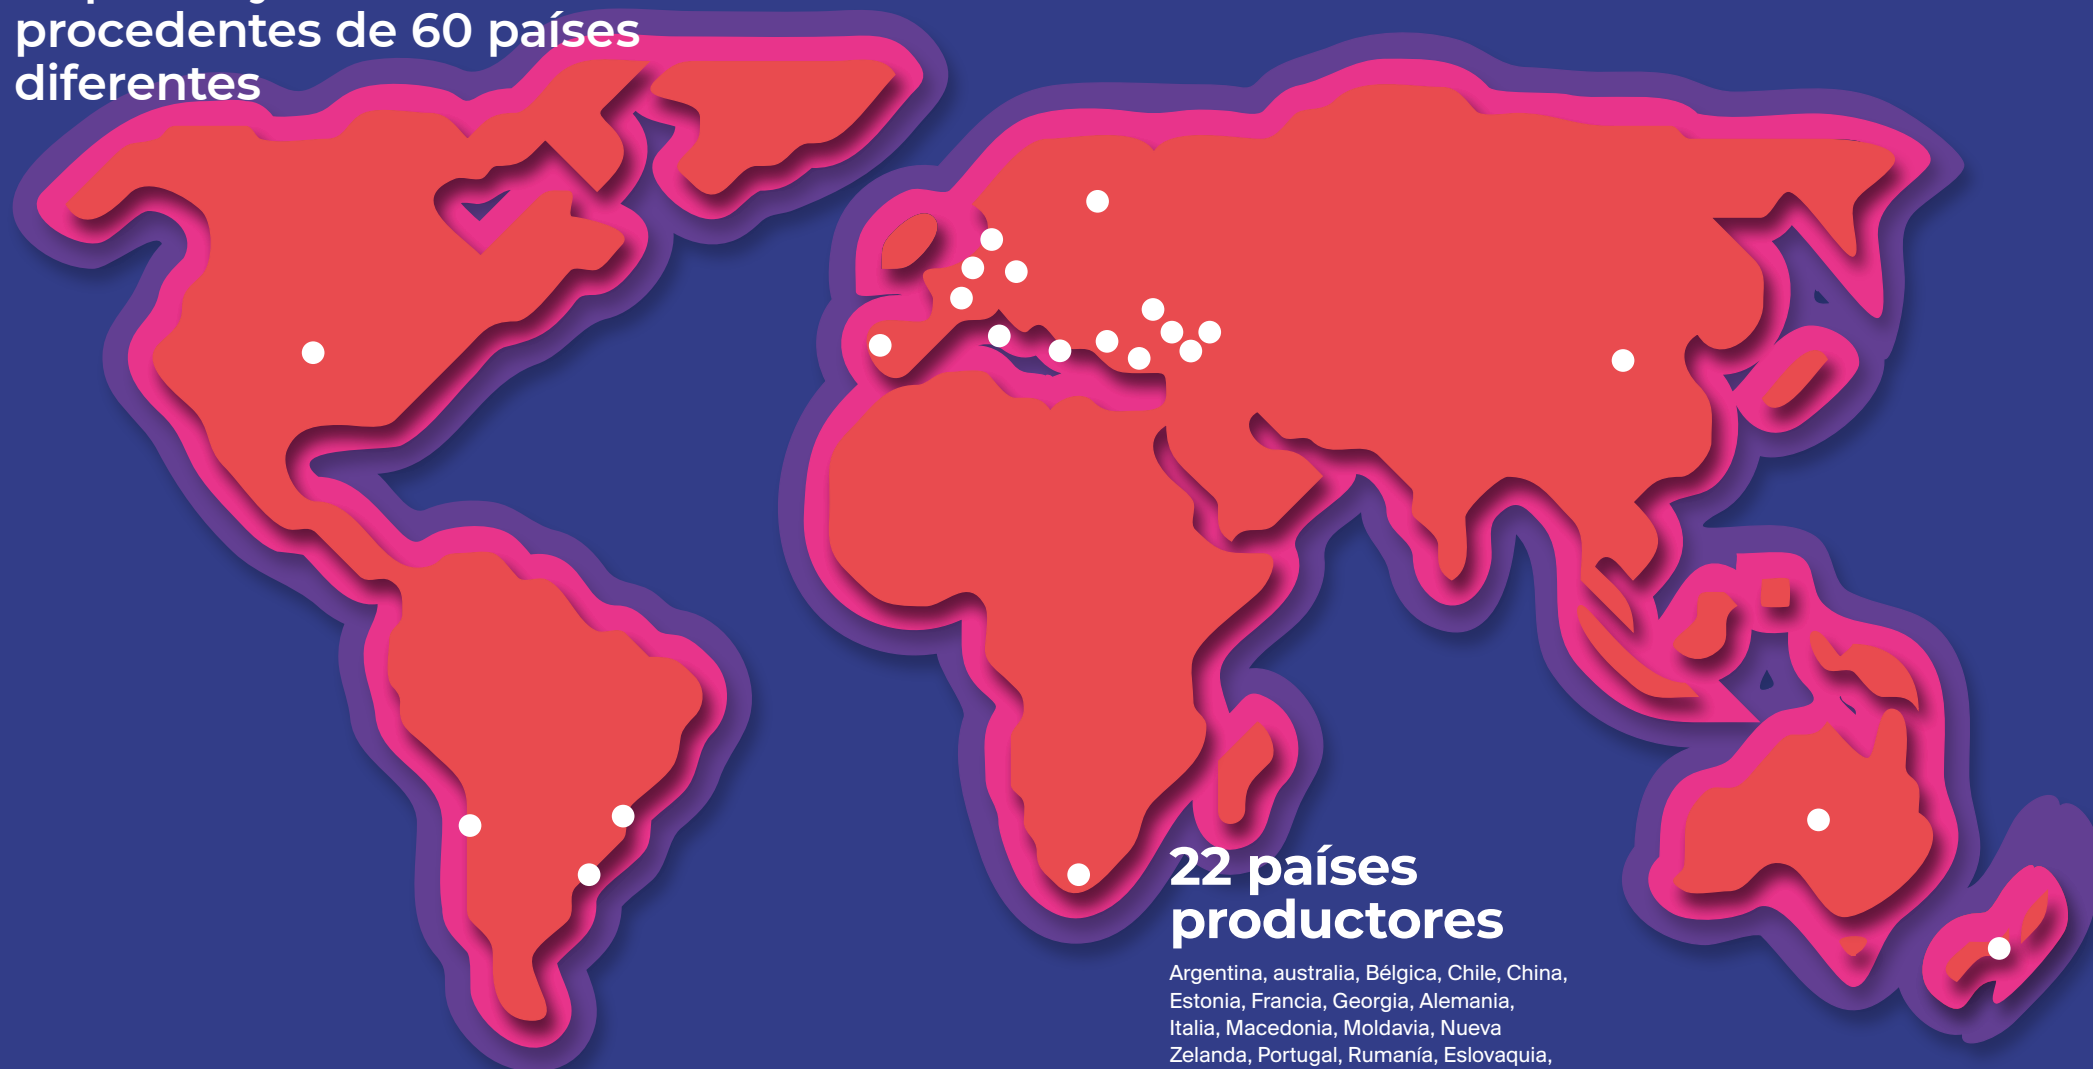 procedentes de 60 países
diferentes
22 países
productores
Argentina, australia, Bélgica, Chile, China,
Estonia, Francia, Georgia, Alemania,
Italia, Macedonia, Moldavia, Nueva
Zelanda, Portugal, Rumanía, Eslovaquia,